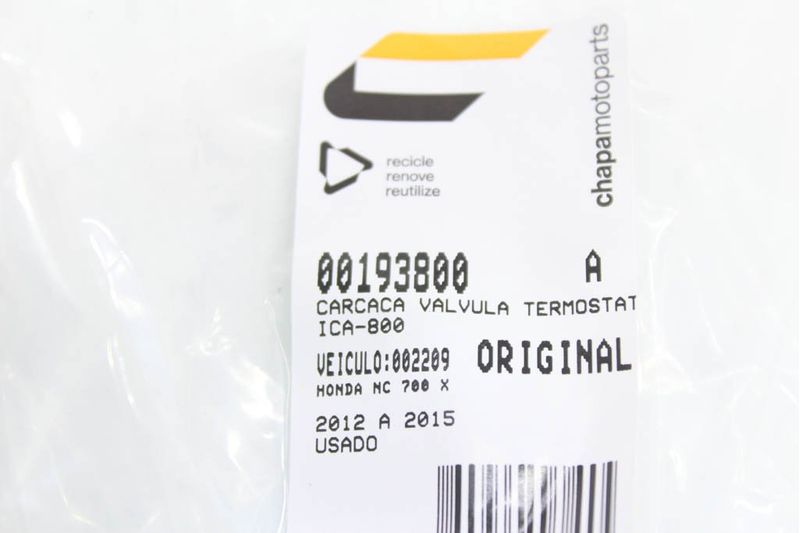 chapamotoparts
recicle
renove
reutilize
00193800 A
CARCACA VALVULA TERMOSTAT
ICA-800
VEICULO:002209 ORIGINAL
HONDA NC 700 X
2012 A 2015
USADO